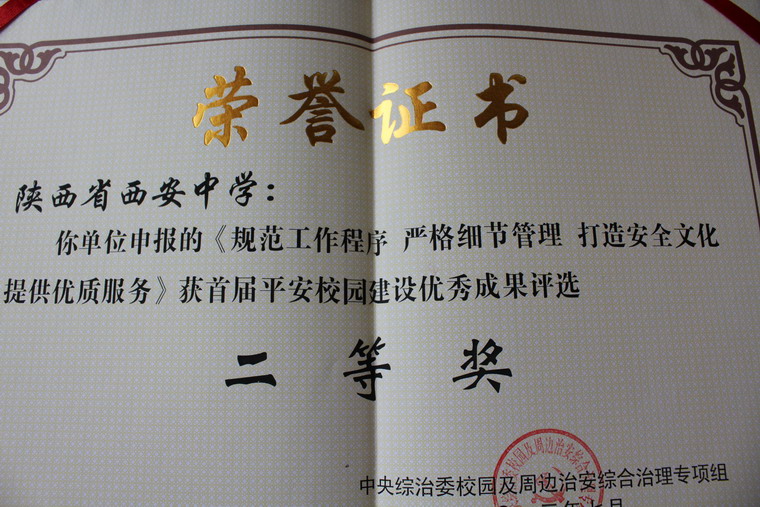 荣誉证书
陕西省西安中学：
你单位申报的《规范工作程序 严格细节管理 打造安全文化
提供优质服务》获首届平安校园建设优秀成果评选
二等奖
中央综治委校园及周边治安综合治理专项组